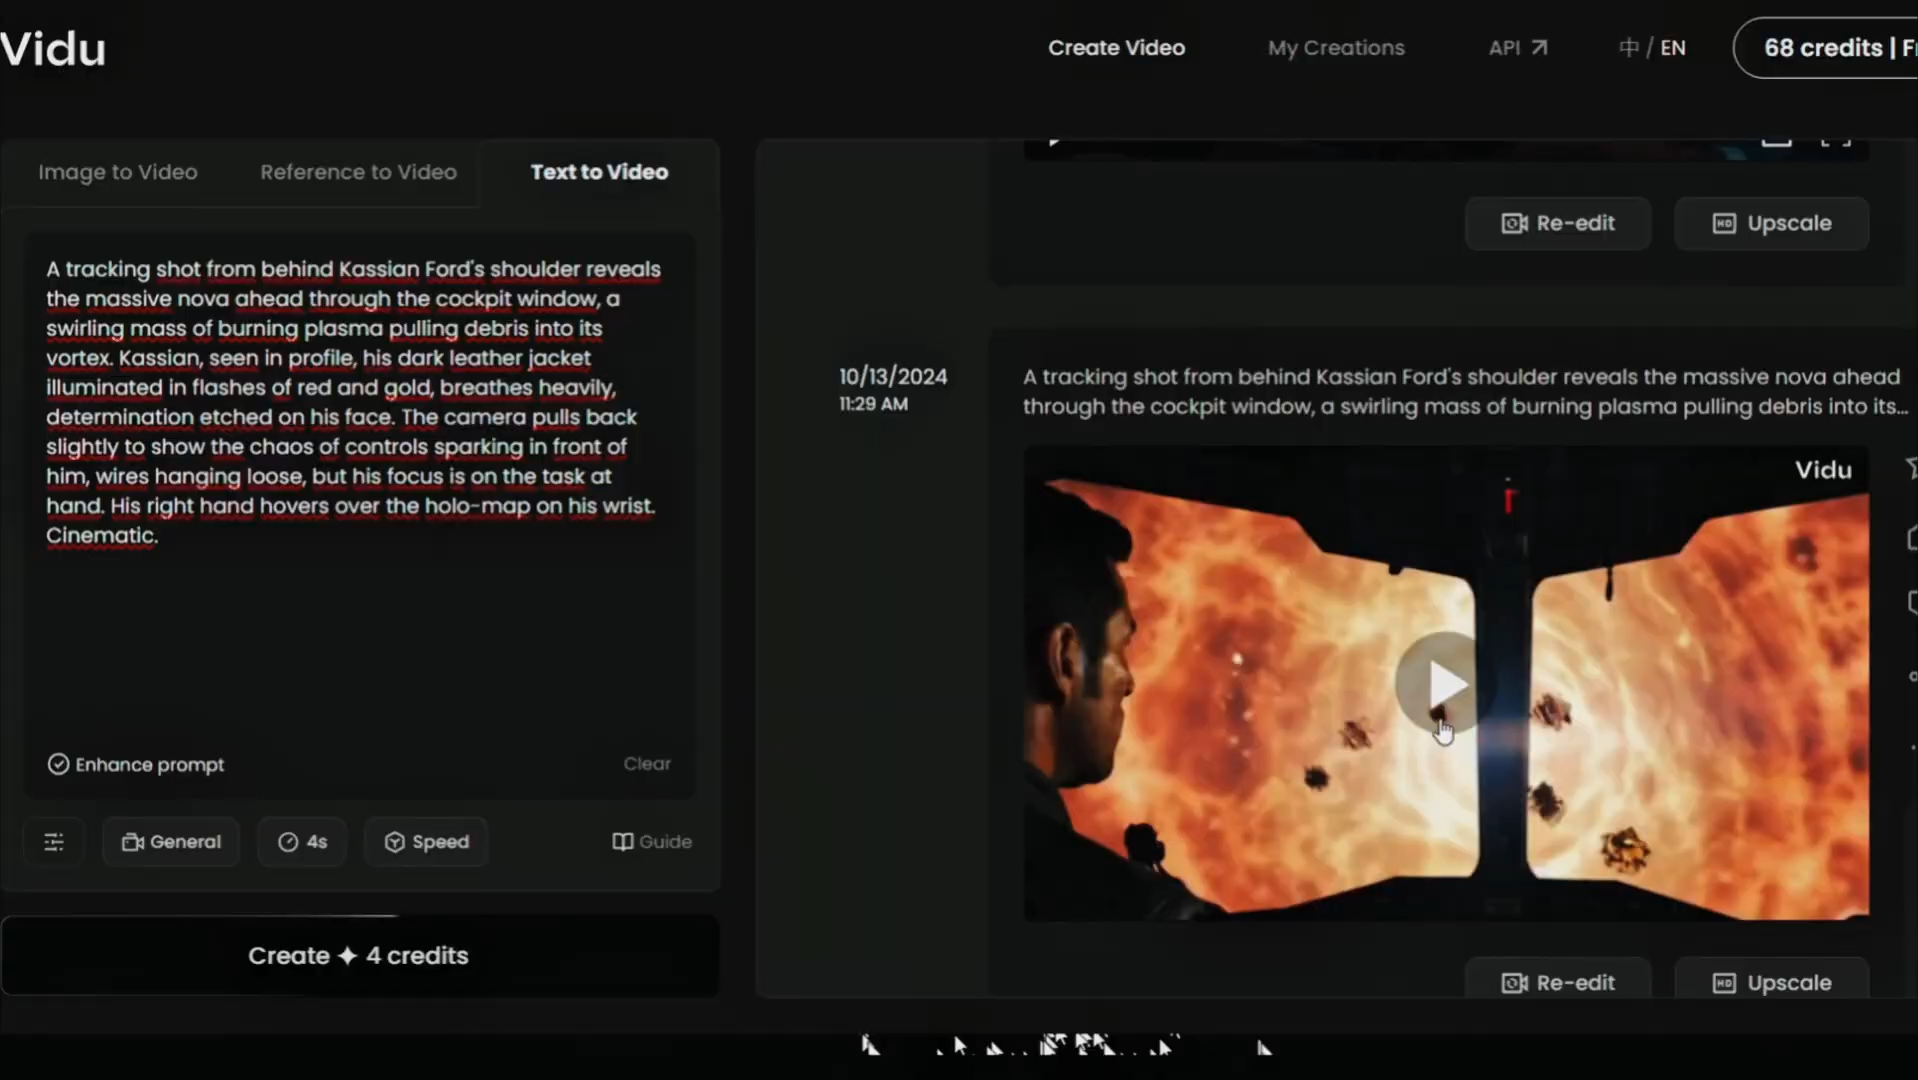 Vidu
Create Video
My Creations
API
中 / EN
68 credits |
Image to Video
Reference to Video
Text to Video
A tracking shot from behind Kassian Ford's shoulder reveals
the massive nova ahead through the cockpit window, a
swirling mass of burning plasma pulling debris into its
vortex. Kassian, seen in profile, his dark leather jacket
illuminated in flashes of red and gold, breathes heavily,
determination etched on his face. The camera pulls back
slightly to show the chaos of controls sparking in front of
him, wires hanging loose, but his focus is on the task at
hand. His right hand hovers over the holo-map on his wrist.
Cinematic.
Enhance prompt
Clear
General
4s
Speed
Guide
Create ✦ 4 credits
Re-edit
HD Upscale
10/13/2024
11:29 AM
A tracking shot from behind Kassian Ford's shoulder reveals the massive nova ahead
through the cockpit window, a swirling mass of burning plasma pulling debris into its...
Vidu
Re-edit
HD Upscale